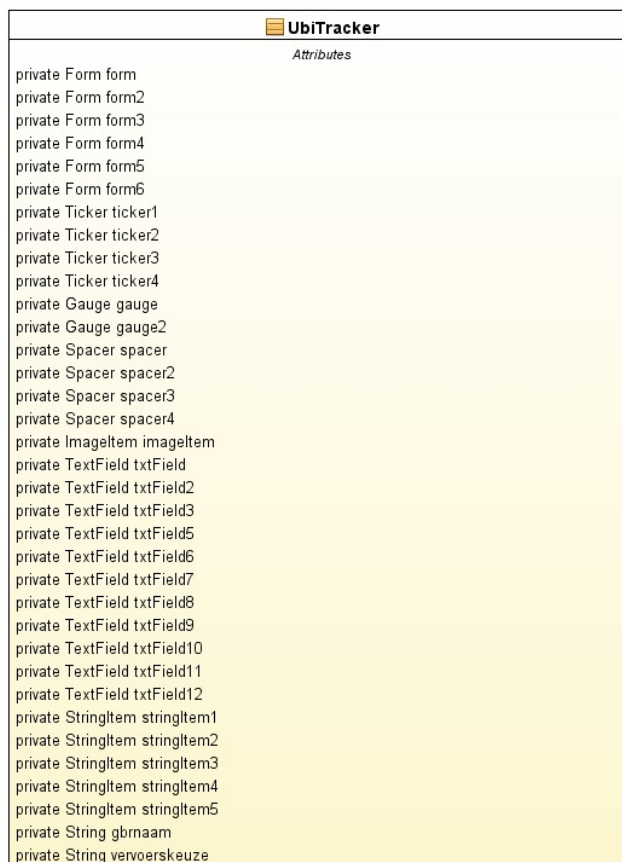 UbiTracker
Attributes
private Form form
private Form form2
private Form form3
private Form form4
private Form form5
private Form form6
private Ticker ticker1
private Ticker ticker2
private Ticker ticker3
private Ticker ticker4
private Gauge gauge
private Gauge gauge2
private Spacer spacer
private Spacer spacer2
private Spacer spacer3
private Spacer spacer4
private ImageItem imageItem
private TextField txtField
private TextField txtField2
private TextField txtField3
private TextField txtField5
private TextField txtField6
private TextField txtField7
private TextField txtField8
private TextField txtField9
private TextField txtField10
private TextField txtField11
private TextField txtField12
private StringItem stringItem1
private StringItem stringItem2
private StringItem stringItem3
private StringItem stringItem4
private StringItem stringItem5
private String gbrnaam
private String vervoerskeuze